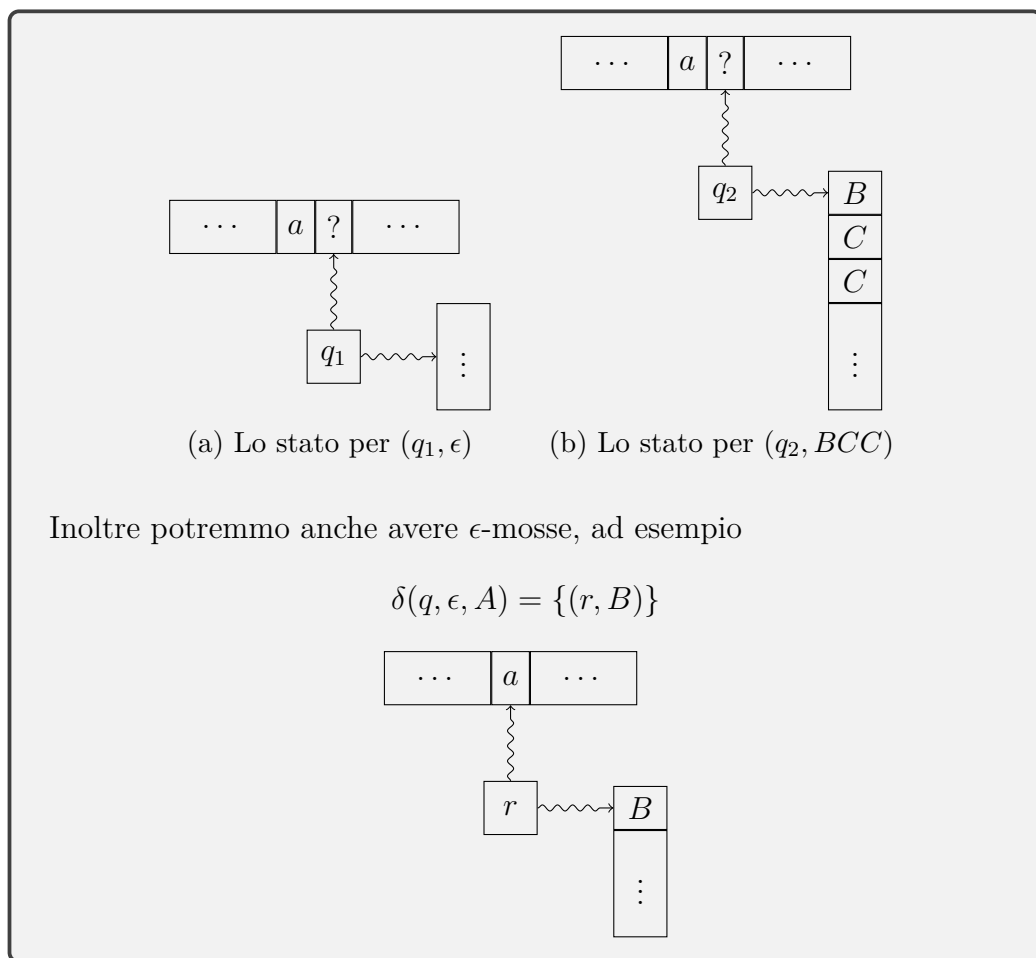 ⋯ a ? ⋯
q₁
⋮
(a) Lo stato per (q₁, ϵ)
⋯ a ? ⋯
q₂
B
C
C
⋮
(b) Lo stato per (q₂, BCC)
Inoltre potremmo anche avere ϵ-mosse, ad esempio
δ(q, ϵ, A) = {(r, B)}
⋯ a ⋯
r
B
⋮